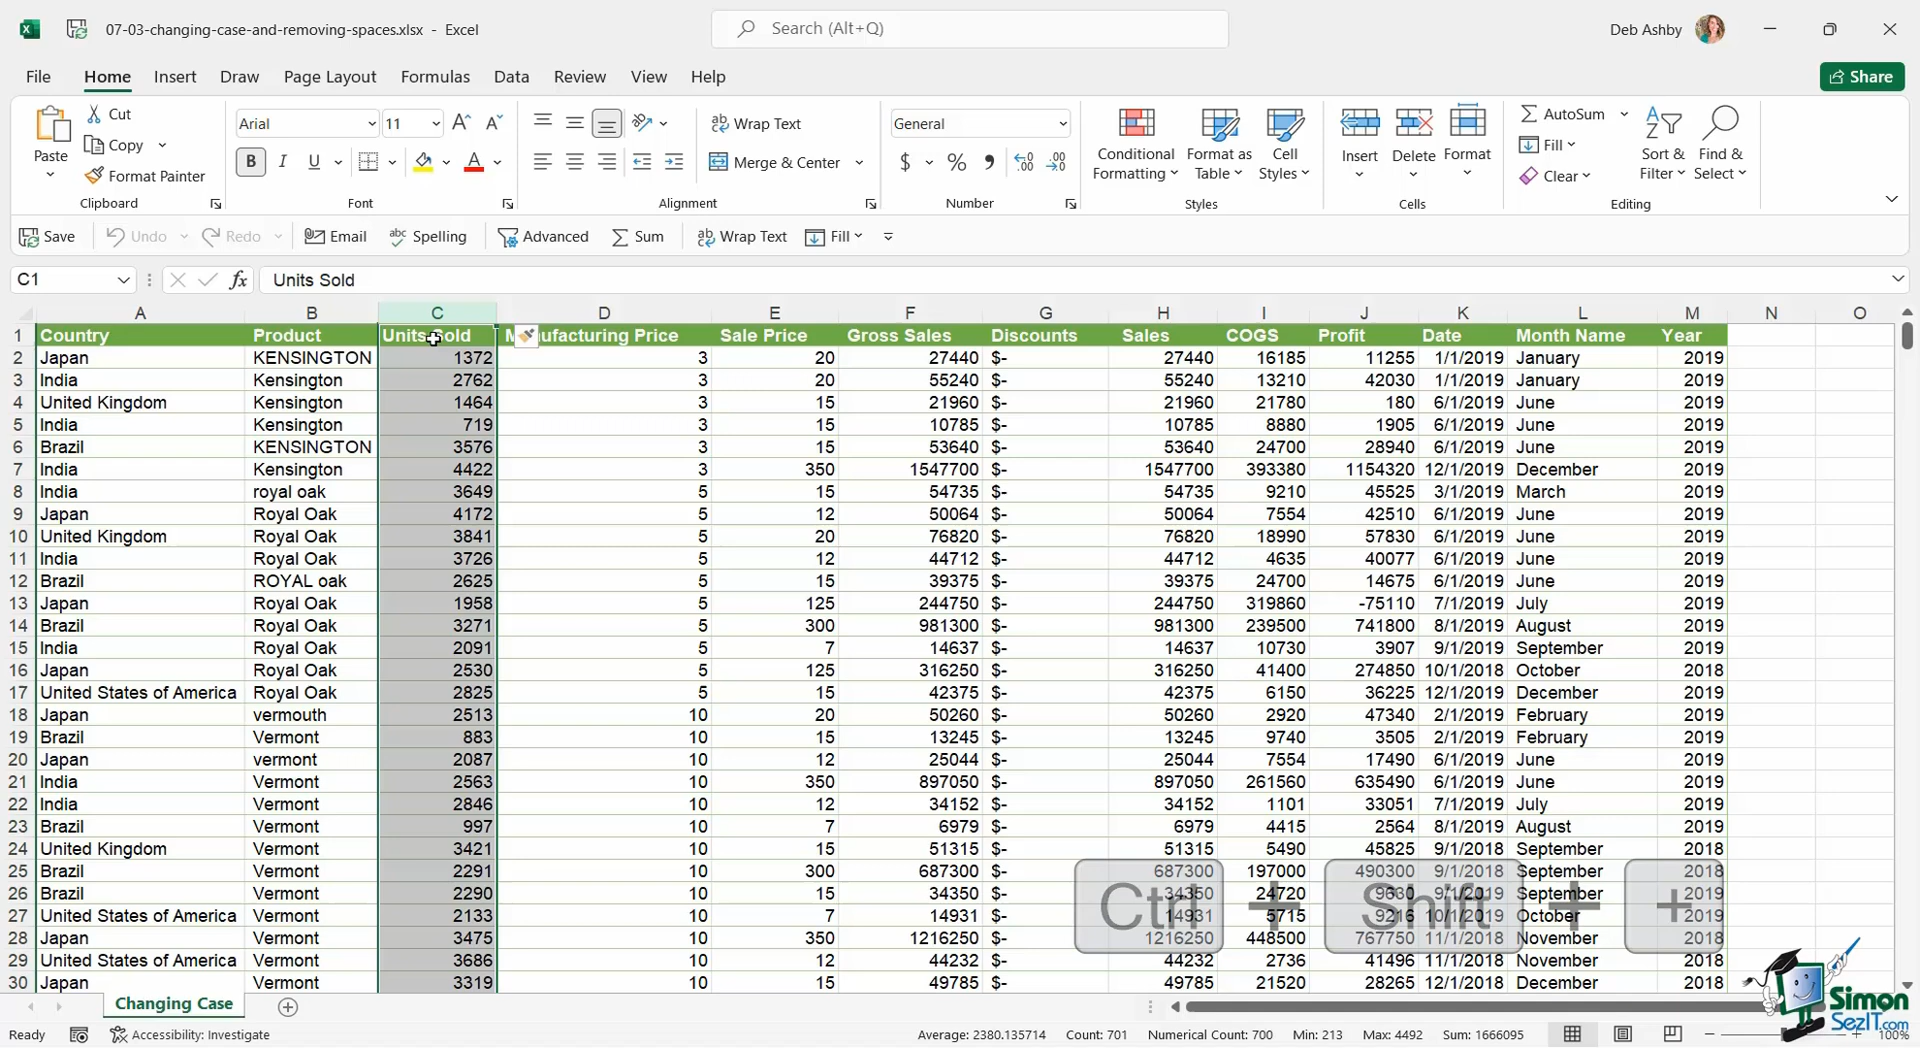 07-03-changing-case-and-removing-spaces.xlsx - Excel
Search (Alt+Q)
Deb Ashby
File Home Insert Draw Page Layout Formulas Data Review View Help
Share
Paste
Cut
Copy
Format Painter
Clipboard
Arial 11
B I U
Font
Wrap Text
Merge & Center
Alignment
General
$ % 9
Number
Conditional Formatting
Format as Table
Cell Styles
Styles
Insert
Delete
Format
Cells
AutoSum
Fill
Clear
Sort & Filter
Find & Select
Editing
Save Undo Redo Email Spelling Advanced Sum Wrap Text Fill
C1 fx Units Sold
A B C D E F G H I J K L M N O
1 Country Product Units Sold ufacturing Price Sale Price Gross Sales Discounts Sales COGS Profit Date Month Name Year
2 Japan KENSINGTON 1372 3 20 27440 $- 27440 16185 11255 1/1/2019 January 2019
3 India Kensington 2762 3 20 55240 $- 55240 13210 42030 1/1/2019 January 2019
4 United Kingdom Kensington 1464 3 15 21960 $- 21960 21780 180 6/1/2019 June 2019
5 India Kensington 719 3 15 10785 $- 10785 8880 1905 6/1/2019 June 2019
6 Brazil KENSINGTON 3576 3 15 53640 $- 53640 24700 28940 6/1/2019 June 2019
7 India Kensington 4422 3 350 1547700 $- 1547700 393380 1154320 12/1/2019 December 2019
8 India royal oak 3649 5 15 54735 $- 54735 9210 45525 3/1/2019 March 2019
9 Japan Royal Oak 4172 5 12 50064 $- 50064 7554 42510 6/1/2019 June 2019
10 United Kingdom Royal Oak 3841 5 20 76820 $- 76820 18990 57830 6/1/2019 June 2019
11 India Royal Oak 3726 5 12 44712 $- 44712 4635 40077 6/1/2019 June 2019
12 Brazil ROYAL oak 2625 5 15 39375 $- 39375 24700 14675 6/1/2019 June 2019
13 Japan Royal Oak 1958 5 125 244750 $- 244750 319860 -75110 7/1/2019 July 2019
14 Brazil Royal Oak 3271 5 300 981300 $- 981300 239500 741800 8/1/2019 August 2019
15 India Royal Oak 2091 5 7 14637 $- 14637 10730 3907 9/1/2019 September 2019
16 Japan Royal Oak 2530 5 125 316250 $- 316250 41400 274850 10/1/2018 October 2018
17 United States of America Royal Oak 2825 5 15 42375 $- 42375 6150 36225 12/1/2019 December 2019
18 Japan vermouth 2513 10 20 50260 $- 50260 2920 47340 2/1/2019 February 2019
19 Brazil Vermont 883 10 15 13245 $- 13245 9740 3505 2/1/2019 February 2019
20 Japan vermont 2087 10 12 25044 $- 25044 7554 17490 6/1/2019 June 2019
21 India Vermont 2563 10 350 897050 $- 897050 261560 635490 6/1/2019 June 2019
22 India Vermont 2846 10 12 34152 $- 34152 1101 33051 7/1/2019 July 2019
23 Brazil Vermont 997 10 7 6979 $- 6979 4415 2564 8/1/2019 August 2019
24 United Kingdom Vermont 3421 10 15 51315 $- 51315 5490 45825 9/1/2018 September 2018
25 Brazil Vermont 2291 10 300 687300 $- 687300 197000 490300 9/1/2018 September 2018
26 Brazil Vermont 2290 10 15 34350 $- 34350 24720 9630 9/1/2019 September 2019
27 United States of America Vermont 2133 10 7 14931 $- 14931 5715 9216 10/1/2019 October 2019
28 Japan Vermont 3475 10 350 1216250 $- 1216250 448500 767750 11/1/2018 November 2018
29 United States of America Vermont 3686 10 12 44232 $- 44232 2736 41496 11/1/2018 November 2018
30 Japan Vermont 3319 10 15 49785 $- 49785 21520 28265 12/1/2018 December 2018
Ctrl + Shift + +
Changing Case
Simon SezIT.com
Ready Accessibility: Investigate Average: 2380.135714 Count: 701 Numerical Count: 700 Min: 213 Max: 4492 Sum: 1666095 100%